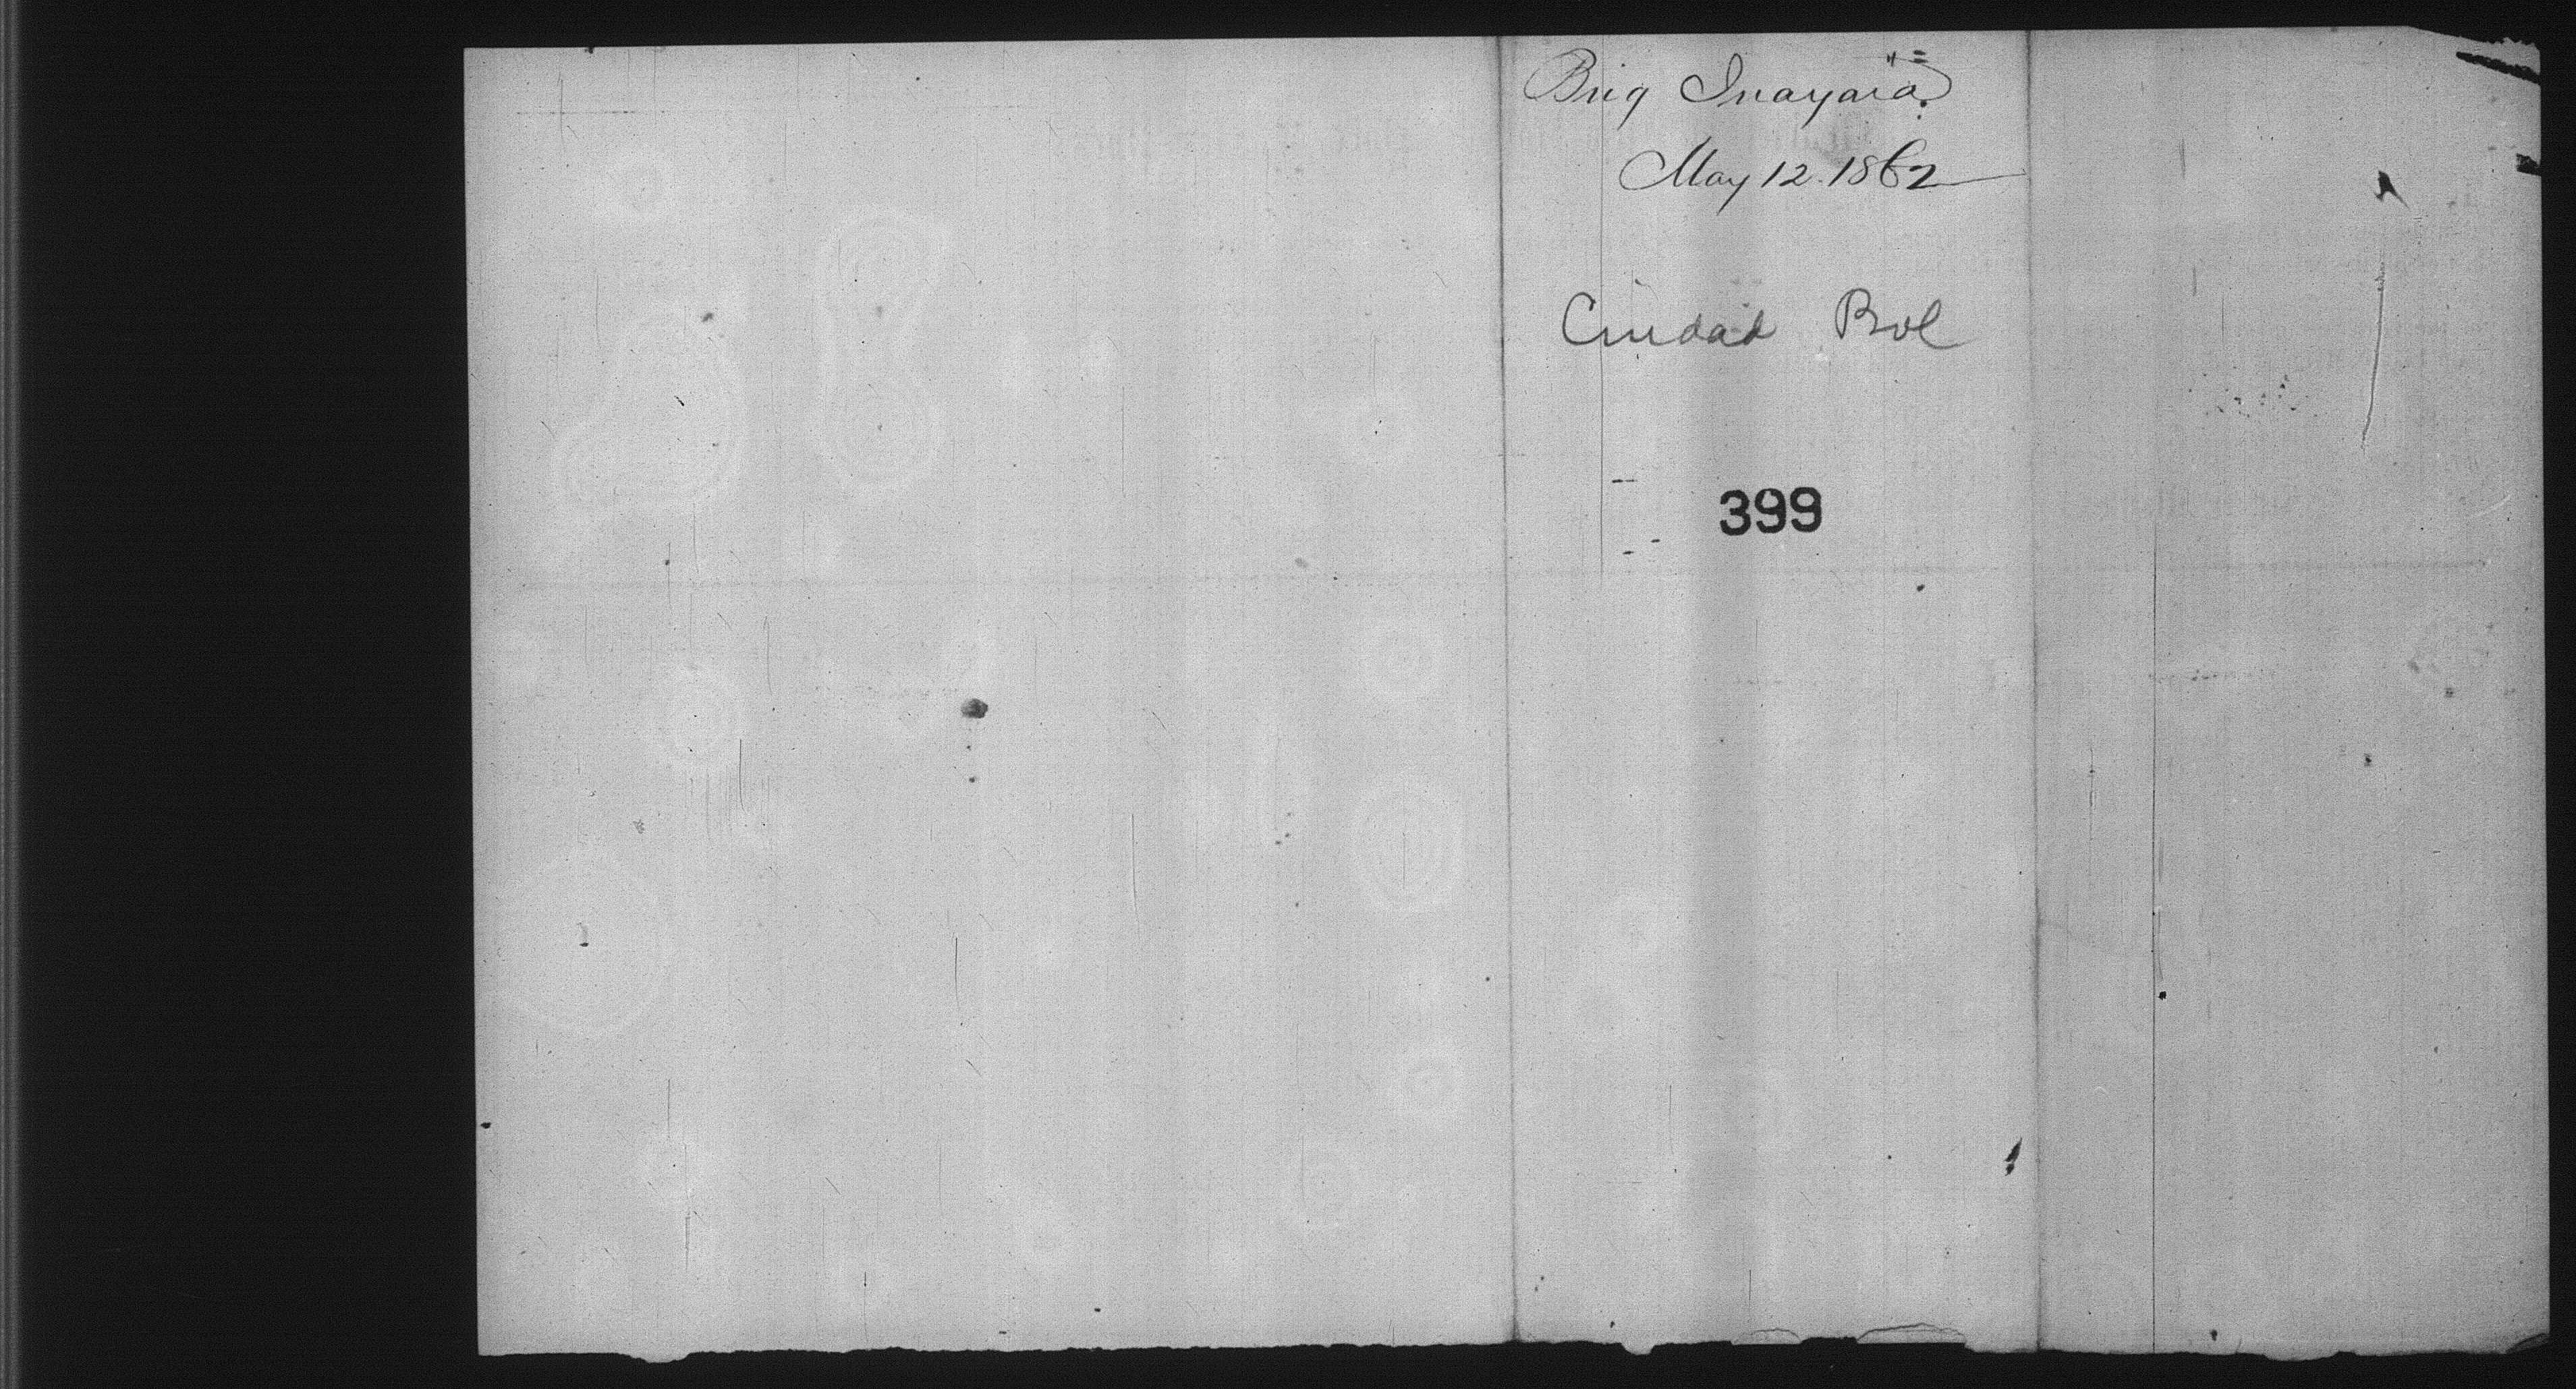 Brig Inayara
May 12. 1862
Ciudad Bol
399